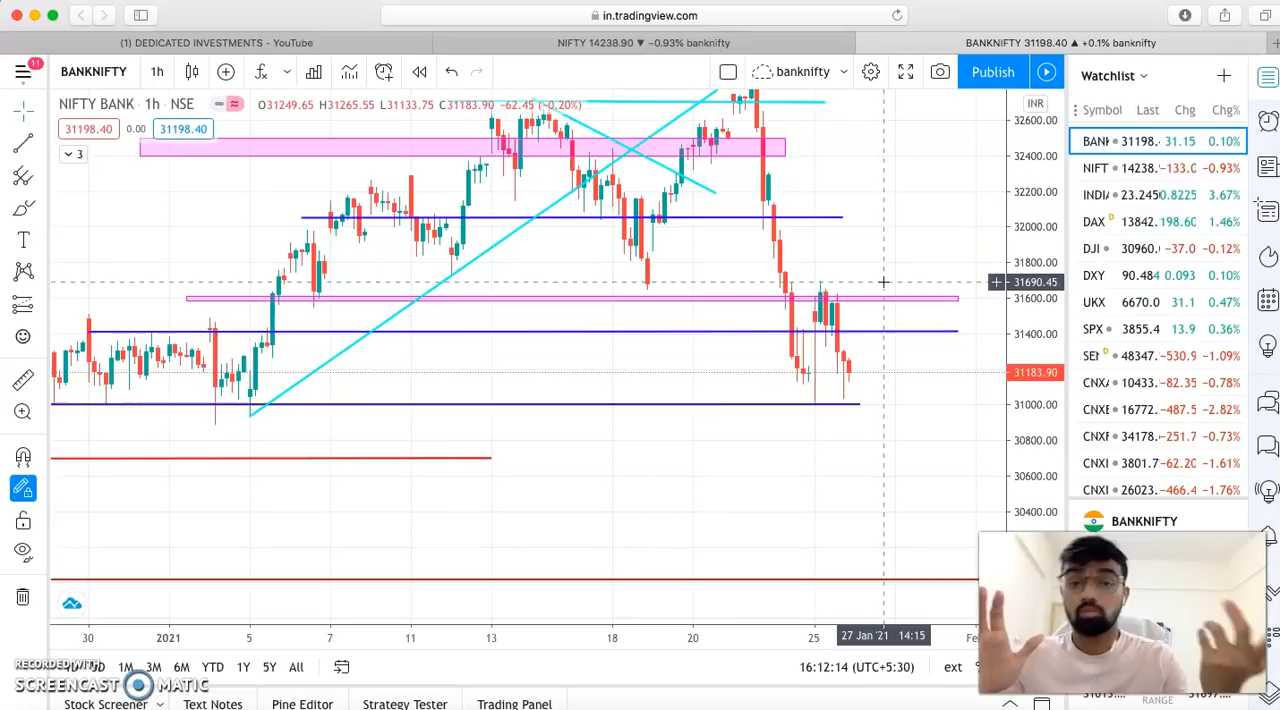 in.tradingview.com
(1) DEDICATED INVESTMENTS - YouTube
NIFTY 14238.90 ▼ −0.93% banknifty
BANKNIFTY 31198.40 ▲ +0.1% banknifty
11
BANKNIFTY
1h
banknifty
Publish
Watchlist
NIFTY BANK • 1h • NSE
O31249.65 H31265.55 L31133.75 C31183.90 −62.45 (−0.20%)
31198.40 0.00 31198.40
3
INR
32600.00
32400.00
32200.00
32000.00
31800.00
31690.45
31600.00
31400.00
31183.90
31000.00
30800.00
30600.00
30400.00
Symbol Last Chg Chg%
31198. 31.15 0.10%
NIFT 14238. -133.0 −0.93%
INDI 23.2450 0.8225 3.67%
DAX D 13842. 198.60 1.46%
DJI 30960. -37.0 −0.12%
DXY 90.484 0.093 0.10%
UKX 6670.0 31.1 0.47%
SPX 3855.4 13.9 0.36%
D 48347. -530.9 −1.09%
10433. -82.35 −0.78%
16772. -487.5 −2.82%
34178. -251.7 −0.73%
3801.7 -62.20 −1.61%
26023. -466.4 −1.76%
BANKNIFTY
30
2021
5
7
11
13
18
20
25
27 Jan '21 14:15
1M 3M 6M YTD 1Y 5Y All
16:12:14 (UTC+5:30)
ext
RECORDED WITH
SCREENCAST MATIC
Stock Screener
Text Notes
Pine Editor
Strategy Tester
Trading Panel
RANGE